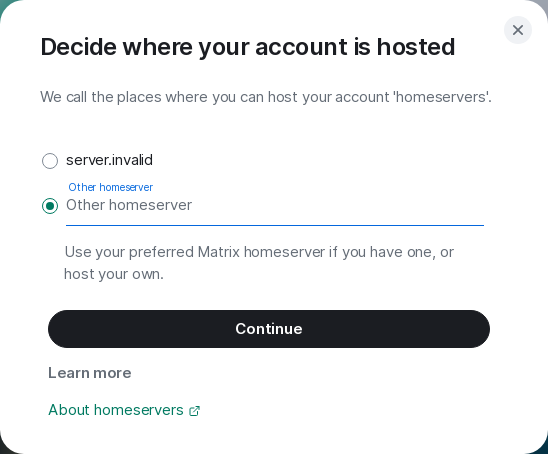 Decide where your account is hosted
We call the places where you can host your account 'homeservers'.
server.invalid
Other homeserver
Other homeserver
Use your preferred Matrix homeserver if you have one, or
host your own.
Continue
Learn more
About homeservers